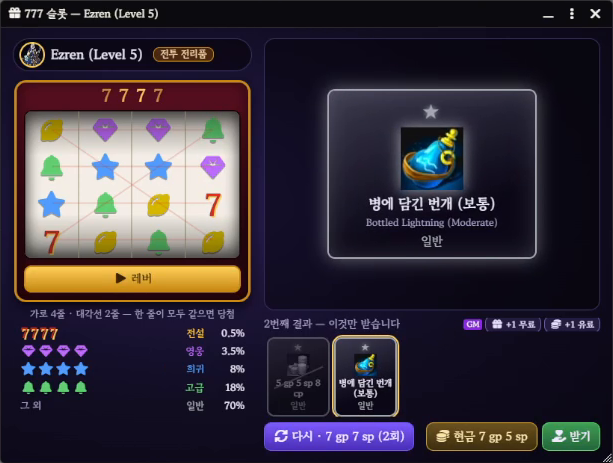 777 슬롯 — Ezren (Level 5)
Ezren (Level 5)
전투 전리품
7 7 7 7
7
7
▶ 레버
가로 4줄 · 대각선 2줄 — 한 줄이 모두 같으면 당첨
7777 전설 0.5%
영웅 3.5%
희귀 8%
고급 18%
그 외 일반 70%
병에 담긴 번개 (보통)
Bottled Lightning (Moderate)
일반
2번째 결과 — 이것만 받습니다
GM
+1 무료
+1 유료
5 gp 5 sp 8
cp
일반
병에 담긴 번개
(보통)
일반
다시 · 7 gp 7 sp (2회)
현금 7 gp 5 sp
받기